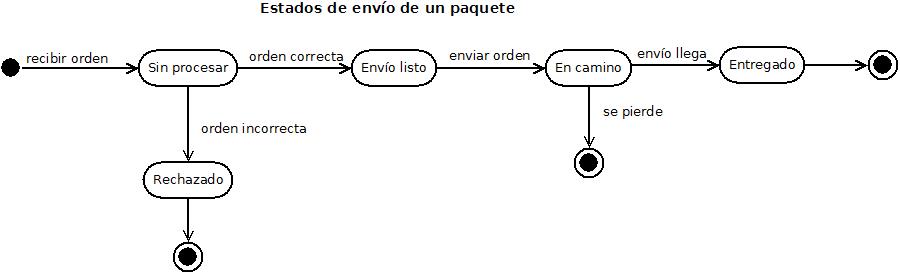 Estados de envío de un paquete
recibir orden
Sin procesar
orden correcta
Envío listo
enviar orden
En camino
envío llega
Entregado
orden incorrecta
se pierde
Rechazado